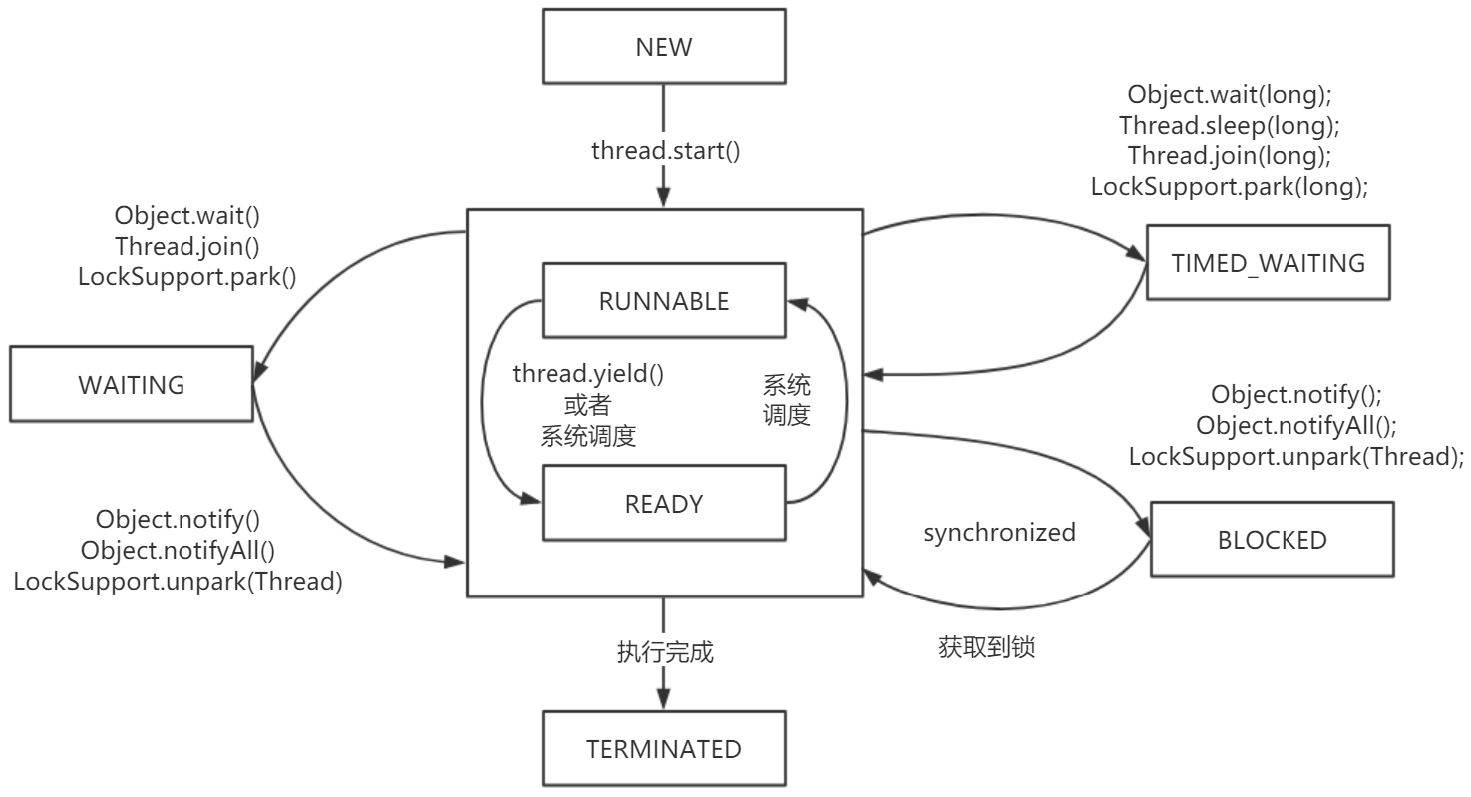 NEW
thread.start()
Object.wait(long);
Thread.sleep(long);
Thread.join(long);
LockSupport.park(long);
Object.wait()
Thread.join()
LockSupport.park()
TIMED_WAITING
RUNNABLE
WAITING
thread.yield()
或者
系统调度
系统
调度
Object.notify();
Object.notifyAll();
LockSupport.unpark(Thread);
READY
Object.notify()
Object.notifyAll()
LockSupport.unpark(Thread)
synchronized
BLOCKED
执行完成
获取到锁
TERMINATED